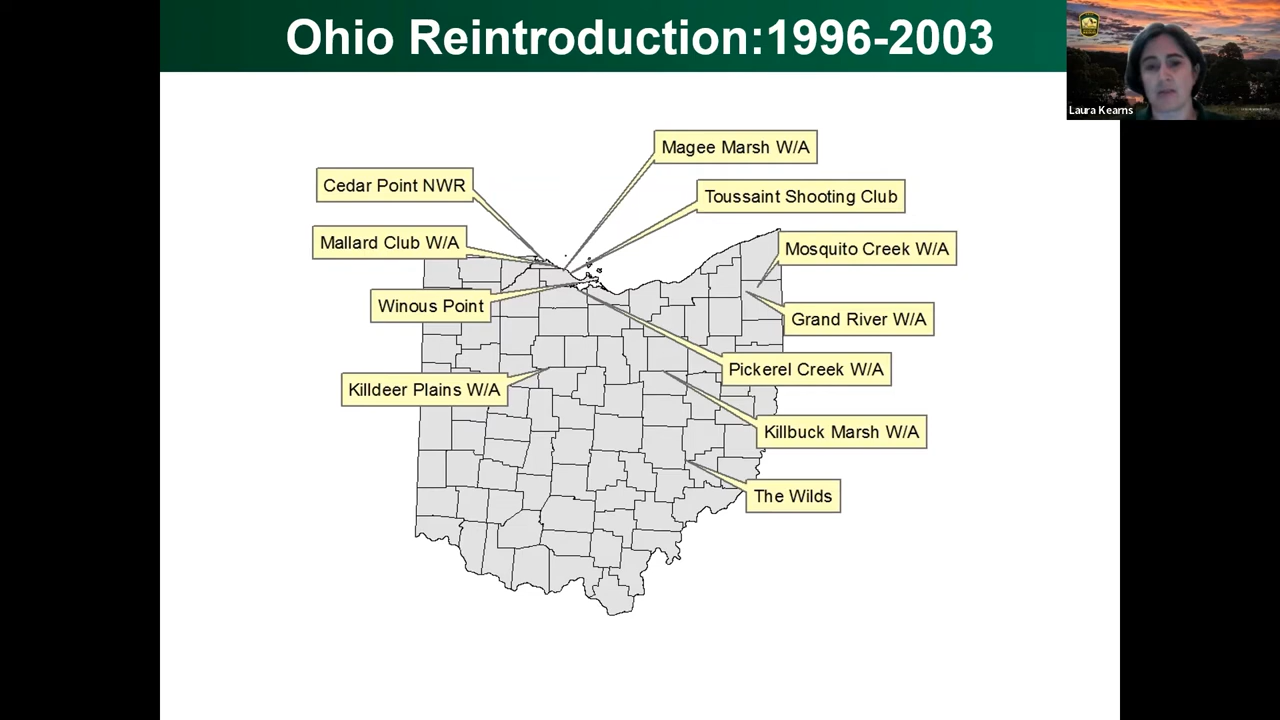 Ohio Reintroduction:1996-2003
Laura Kearns
Magee Marsh W/A
Cedar Point NWR
Toussaint Shooting Club
Mallard Club W/A
Mosquito Creek W/A
Winous Point
Grand River W/A
Pickerel Creek W/A
Killdeer Plains W/A
Killbuck Marsh W/A
The Wilds